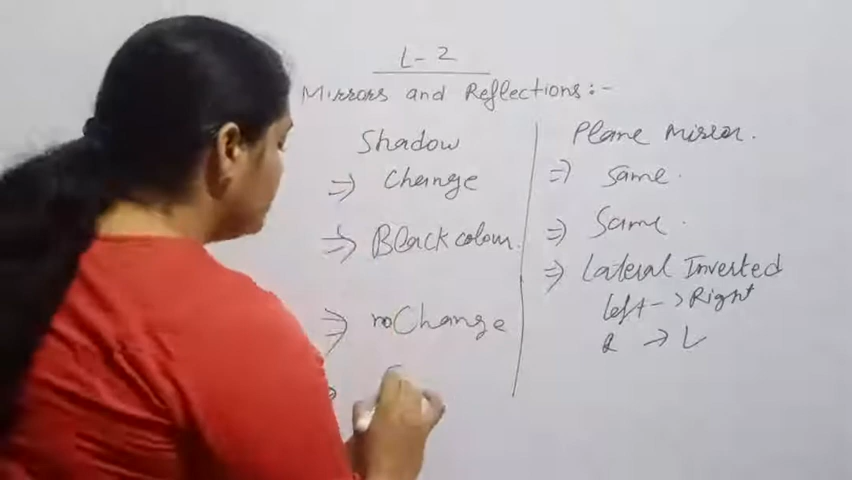 L-2
Mirrors and Reflections:-
Shadow
⇒ Change
⇒ Black colour.
⇒ no Change
Plane Mirror.
⇒ Same.
⇒ Same.
⇒ Lateral Inverted
left -> Right
R -> L